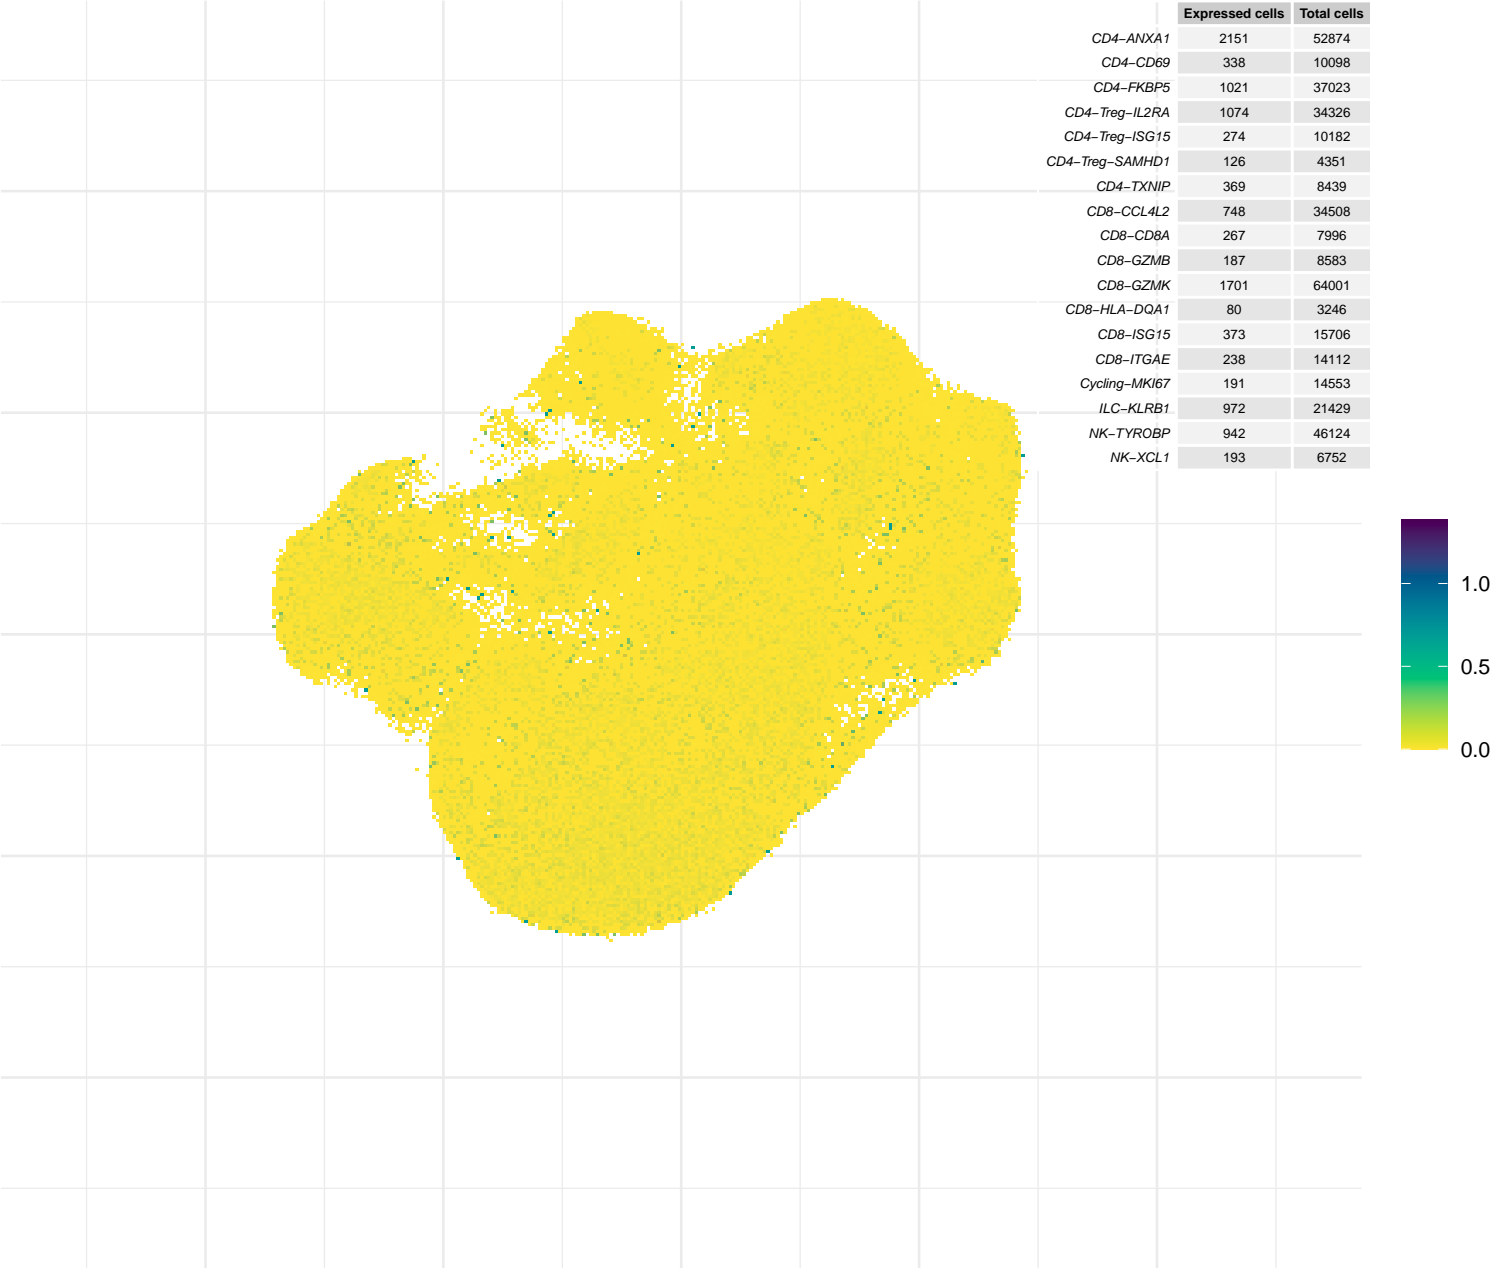 Expressed cells Total cells
CD4−ANXA1 2151 52874
CD4−CD69 338 10098
CD4−FKBP5 1021 37023
CD4−Treg−IL2RA 1074 34326
CD4−Treg−ISG15 274 10182
CD4−Treg−SAMHD1 126 4351
CD4−TXNIP 369 8439
CD8−CCL4L2 748 34508
CD8−CD8A 267 7996
CD8−GZMB 187 8583
CD8−GZMK 1701 64001
CD8−HLA−DQA1 80 3246
CD8−ISG15 373 15706
CD8−ITGAE 238 14112
Cycling−MKI67 191 14553
ILC−KLRB1 972 21429
NK−TYROBP 942 46124
NK−XCL1 193 6752
1.0
0.5
0.0